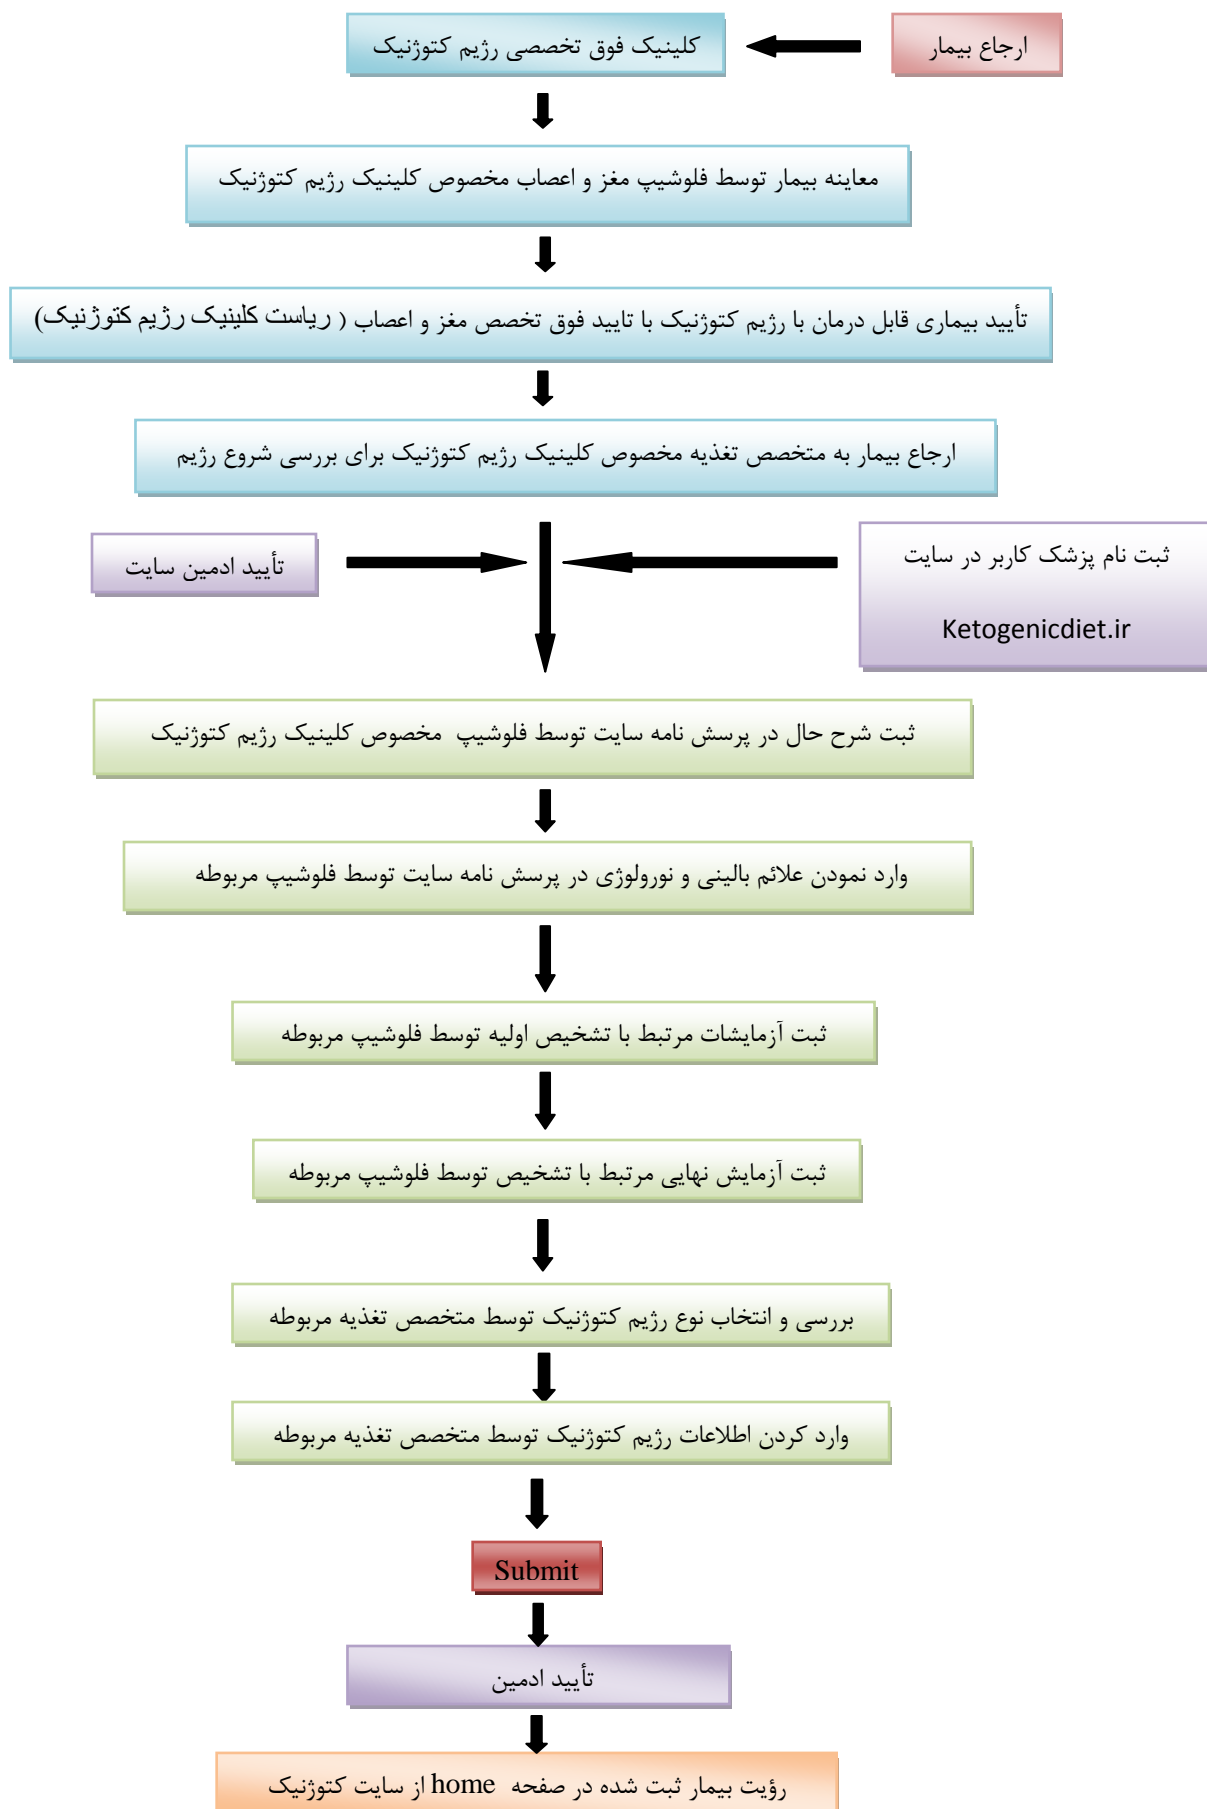 ارجاع بیمار
کلینیک فوق تخصصی رژیم کتوژنیک
معاینه بیمار توسط فلوشیپ مغز و اعصاب مخصوص کلینیک رژیم کتوژنیک
تأیید بیماری قابل درمان با رژیم کتوژنیک با تایید فوق تخصص مغز و اعصاب ( ریاست کلینیک رژیم کتوژنیک)
ارجاع بیمار به متخصص تغذیه مخصوص کلینیک رژیم کتوژنیک برای بررسی شروع رژیم
ثبت نام پزشک کاربر در سایت
Ketogenicdiet.ir
تأیید ادمین سایت
ثبت شرح حال در پرسش نامه سایت توسط فلوشیپ مخصوص کلینیک رژیم کتوژنیک
وارد نمودن علائم بالینی و نورولوژی در پرسش نامه سایت توسط فلوشیپ مربوطه
ثبت آزمایشات مرتبط با تشخیص اولیه توسط فلوشیپ مربوطه
ثبت آزمایش نهایی مرتبط با تشخیص توسط فلوشیپ مربوطه
بررسی و انتخاب نوع رژیم کتوژنیک توسط متخصص تغذیه مربوطه
وارد کردن اطلاعات رژیم کتوژنیک توسط متخصص تغذیه مربوطه
Submit
تأیید ادمین
رؤیت بیمار ثبت شده در صفحه home از سایت کتوژنیک